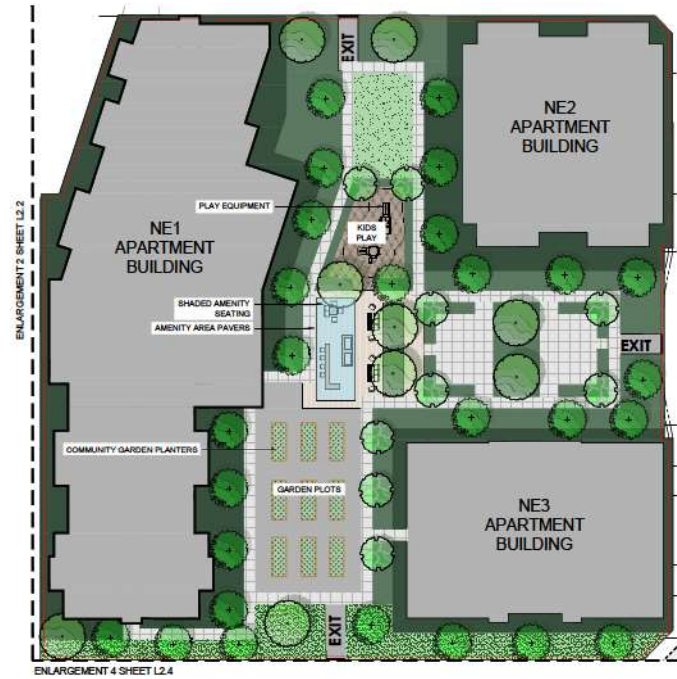 EXIT
NE2
APARTMENT
BUILDING
PLAY EQUIPMENT
KIDS
PLAY
NE1
APARTMENT
BUILDING
ENLARGEMENT 2 SHEET L2.2
SHADED AMENITY
SEATING
AMENITY AREA PAVERS
EXIT
COMMUNITY GARDEN PLANTERS
GARDEN PLOTS
NE3
APARTMENT
BUILDING
EXIT
ENLARGEMENT 4 SHEET L2.4